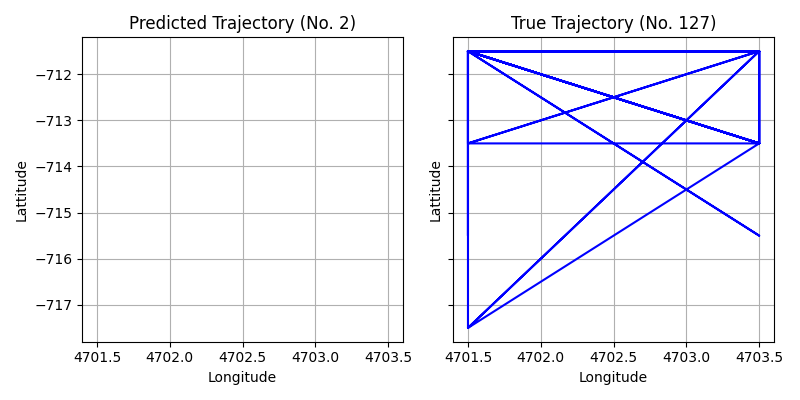 Predicted Trajectory (No. 2)
True Trajectory (No. 127)
−712
−713
−714
−715
−716
−717
Lattitude
Lattitude
4701.5 4702.0 4702.5 4703.0 4703.5
4701.5 4702.0 4702.5 4703.0 4703.5
Longitude
Longitude